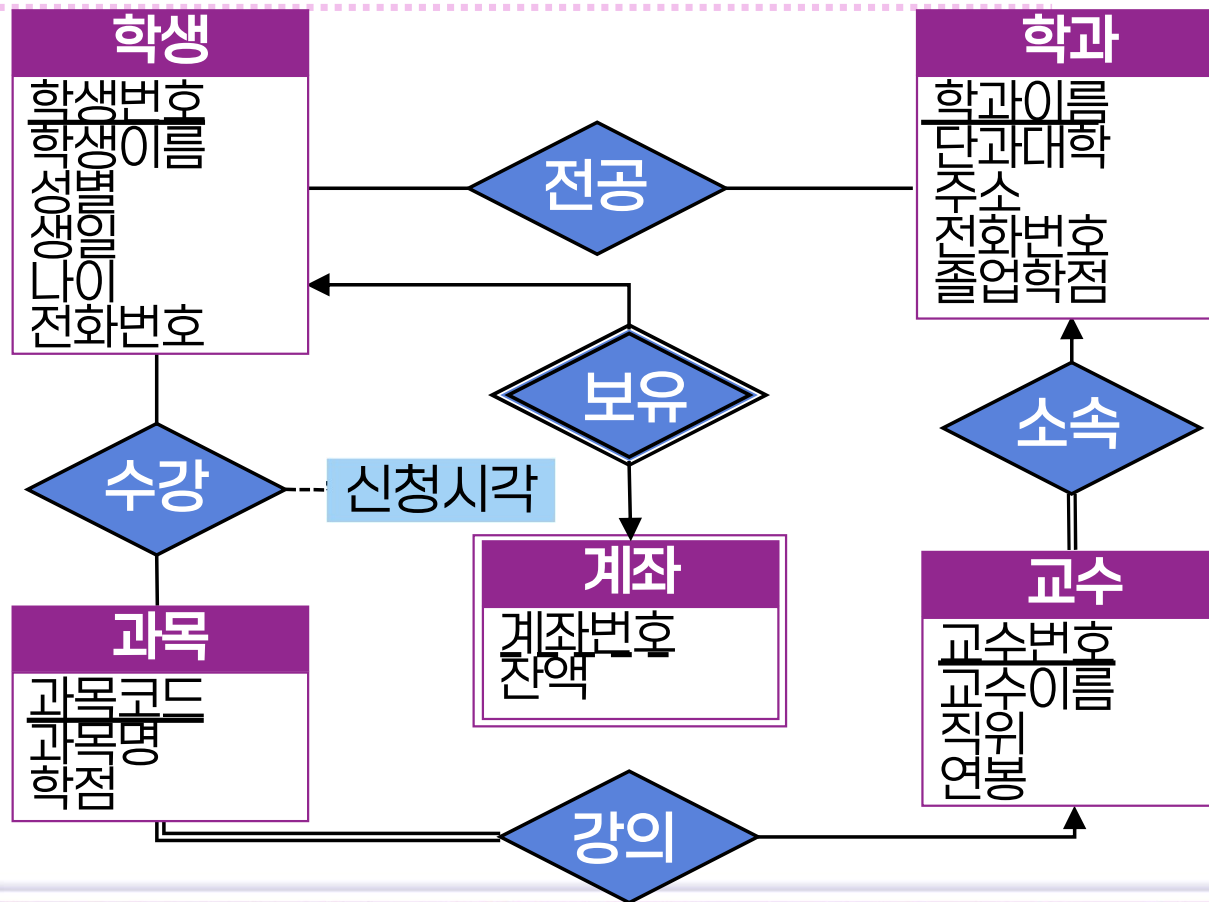 학생
학생번호
학생이름
성별
생일
나이
전화번호
전공
학과
학과이름
단과대학
주소
전화번호
졸업학점
보유
소속
수강
신청시각
계좌
계좌번호
잔액
교수
교수번호
교수이름
직위
연봉
과목
과목코드
과목명
학점
강의